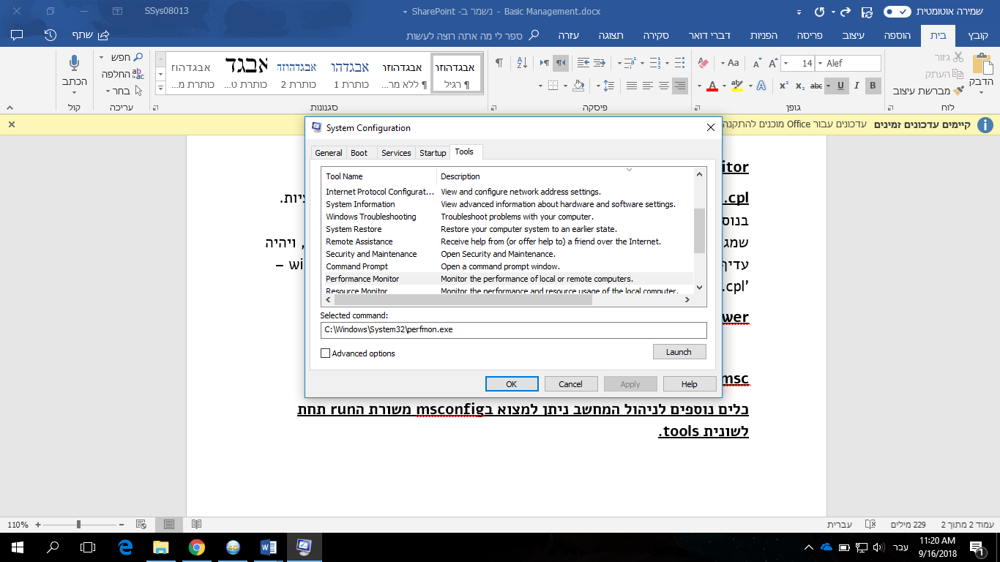 שמירה אוטומטית
Basic Management.docx - נשמר ב- SharePoint
SSys08013
קובץ
בית
הוספה
עיצוב
פריסה
הפניות
דברי דואר
סקירה
תצוגה
עזרה
ספר לי מה אתה רוצה לעשות
שתף
הדבק
גזור
העתק
מברשת עיצוב
לוח
Alef
14
Aa
B I U abc X₂ X²
גופן
פיסקה
אבגדהוזר
¶ רגיל
אבגדהוזר
¶ ללא מר...
אבגדהו
כותרת 1
אבגדהוזח
כותרת 2
אבגד
כותרת ט...
אבגדהוז
כותרת מ...
סגנונות
חפש
החלפה
בחר
עריכה
הכתב
קול
קיימים עדכונים זמינים עדכונים עבור Office מוכנים להתקנה
System Configuration
General
Boot
Services
Startup
Tools
Tool Name Description
Internet Protocol Configurat... View and configure network address settings.
System Information View advanced information about hardware and software settings.
Windows Troubleshooting Troubleshoot problems with your computer.
System Restore Restore your computer system to an earlier state.
Remote Assistance Receive help from (or offer help to) a friend over the Internet.
Security and Maintenance Open Security and Maintenance.
Command Prompt Open a command prompt window.
Performance Monitor Monitor the performance of local or remote computers.
Resource Monitor Monitor the performance and resource usage of the local computer.
Selected command:
C:\Windows\System32\perfmon.exe
Advanced options
Launch
OK
Cancel
Apply
Help
itor
.cpl
יות.
בנוס
שמג
, ויהיה
עדיף
wi –
.cpl'
wer
msc
כלים נוספים לניהול המחשב ניתן למצוא בmsconfig משורת הrun תחת
לשונית tools.
עמוד 2 מתוך 2
229 מילים
עברית
110%
עבר
11:20 AM
9/16/2018
1